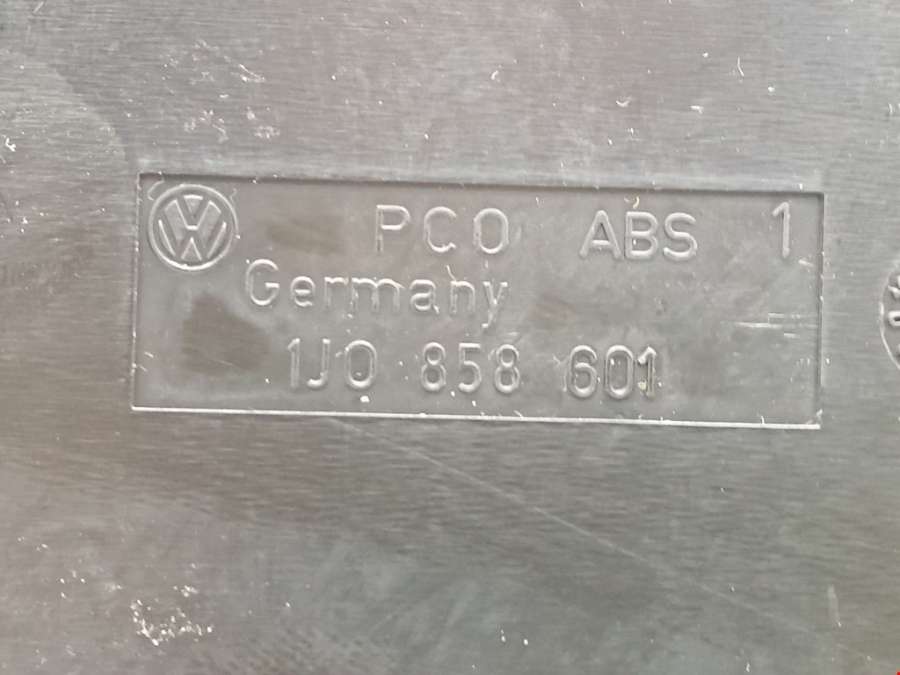 PCO ABS 1
Germany
1J0 858 601